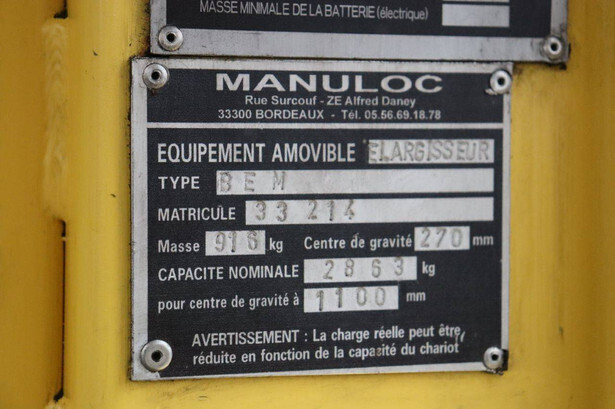 MASSE MINIMALE DE LA BATTERIE (électrique)
MANULOC
Rue Surcouf - ZE Alfred Daney
33300 BORDEAUX - Tél. 05.56.69.18.78
EQUIPEMENT AMOVIBLE ELARGISSEUR
TYPE BEM
MATRICULE 33214
Masse 916 kg Centre de gravité 270 mm
CAPACITE NOMINALE 2863 kg
pour centre de gravité à 1100 mm
AVERTISSEMENT : La charge réelle peut être
réduite en fonction de la capacité du chariot